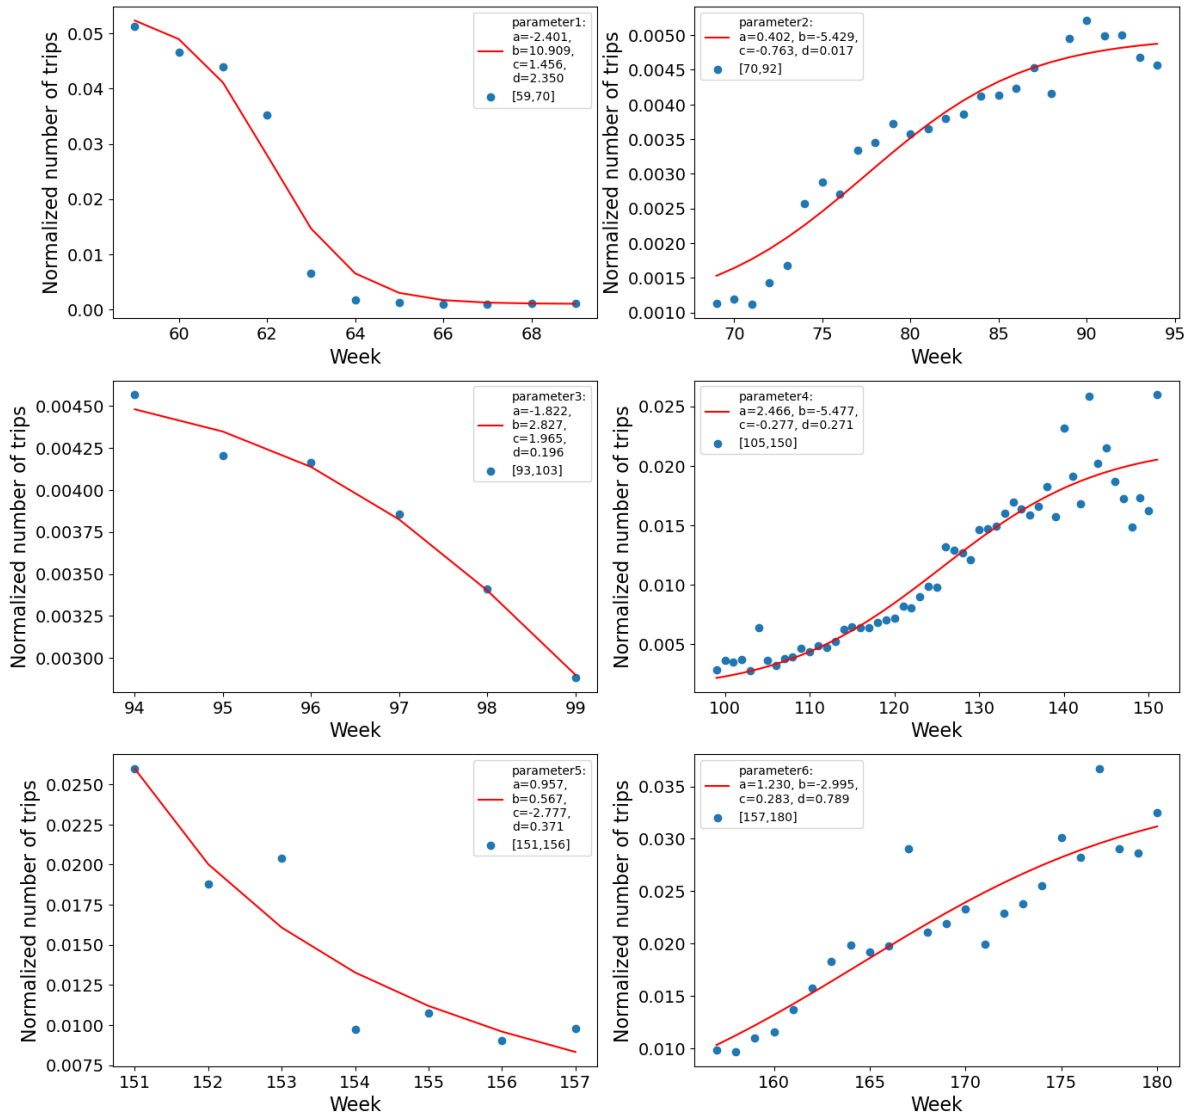 parameter1:
a=-2.401,
b=10.909,
c=1.456,
d=2.350
[59,70]
0.05
0.04
0.03
0.02
0.01
0.00
Normalized number of trips
60
62
64
66
68
Week
parameter2:
a=0.402, b=-5.429,
c=-0.763, d=0.017
[70,92]
0.0050
0.0045
0.0040
0.0035
0.0030
0.0025
0.0020
0.0015
0.0010
Normalized number of trips
70
75
80
85
90
95
Week
parameter3:
a=-1.822,
b=2.827,
c=1.965,
d=0.196
[93,103]
0.00450
0.00425
0.00400
0.00375
0.00350
0.00325
0.00300
Normalized number of trips
94
95
96
97
98
99
Week
parameter4:
a=2.466, b=-5.477,
c=-0.277, d=0.271
[105,150]
0.025
0.020
0.015
0.010
0.005
Normalized number of trips
100
110
120
130
140
150
Week
parameter5:
a=0.957,
b=0.567,
c=-2.777,
d=0.371
[151,156]
0.0250
0.0225
0.0200
0.0175
0.0150
0.0125
0.0100
0.0075
Normalized number of trips
151
152
153
154
155
156
157
Week
parameter6:
a=1.230, b=-2.995,
c=0.283, d=0.789
[157,180]
0.035
0.030
0.025
0.020
0.015
0.010
Normalized number of trips
160
165
170
175
180
Week